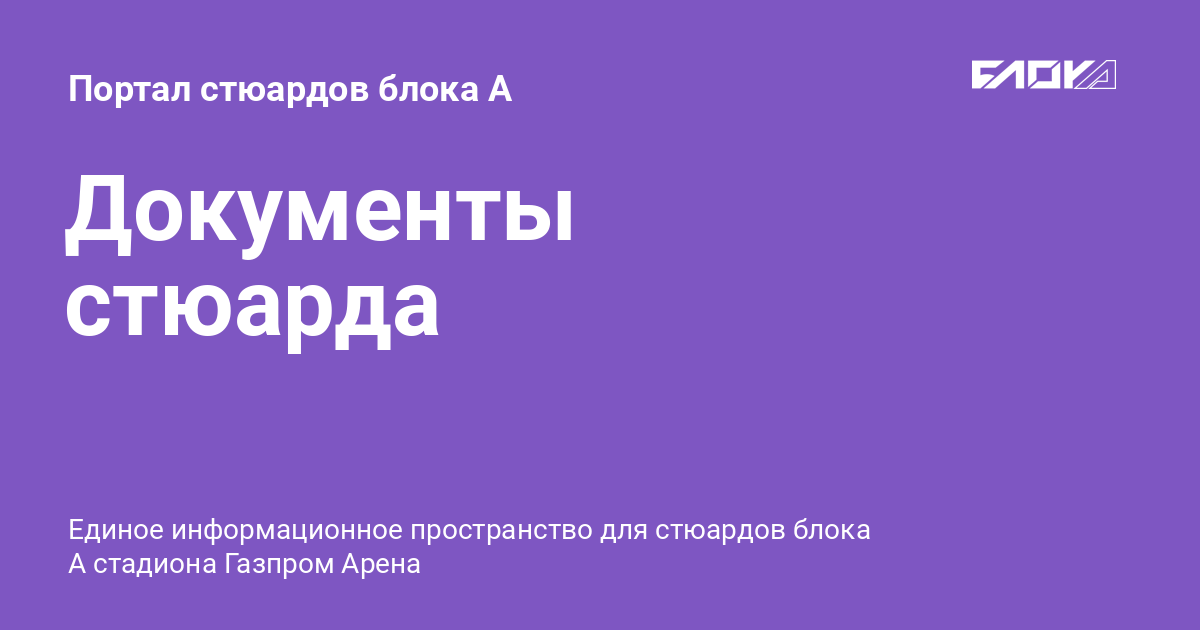 Портал стюардов блока А
БЛОКА
Документы
стюарда
Единое информационное пространство для стюардов блока
А стадиона Газпром Арена